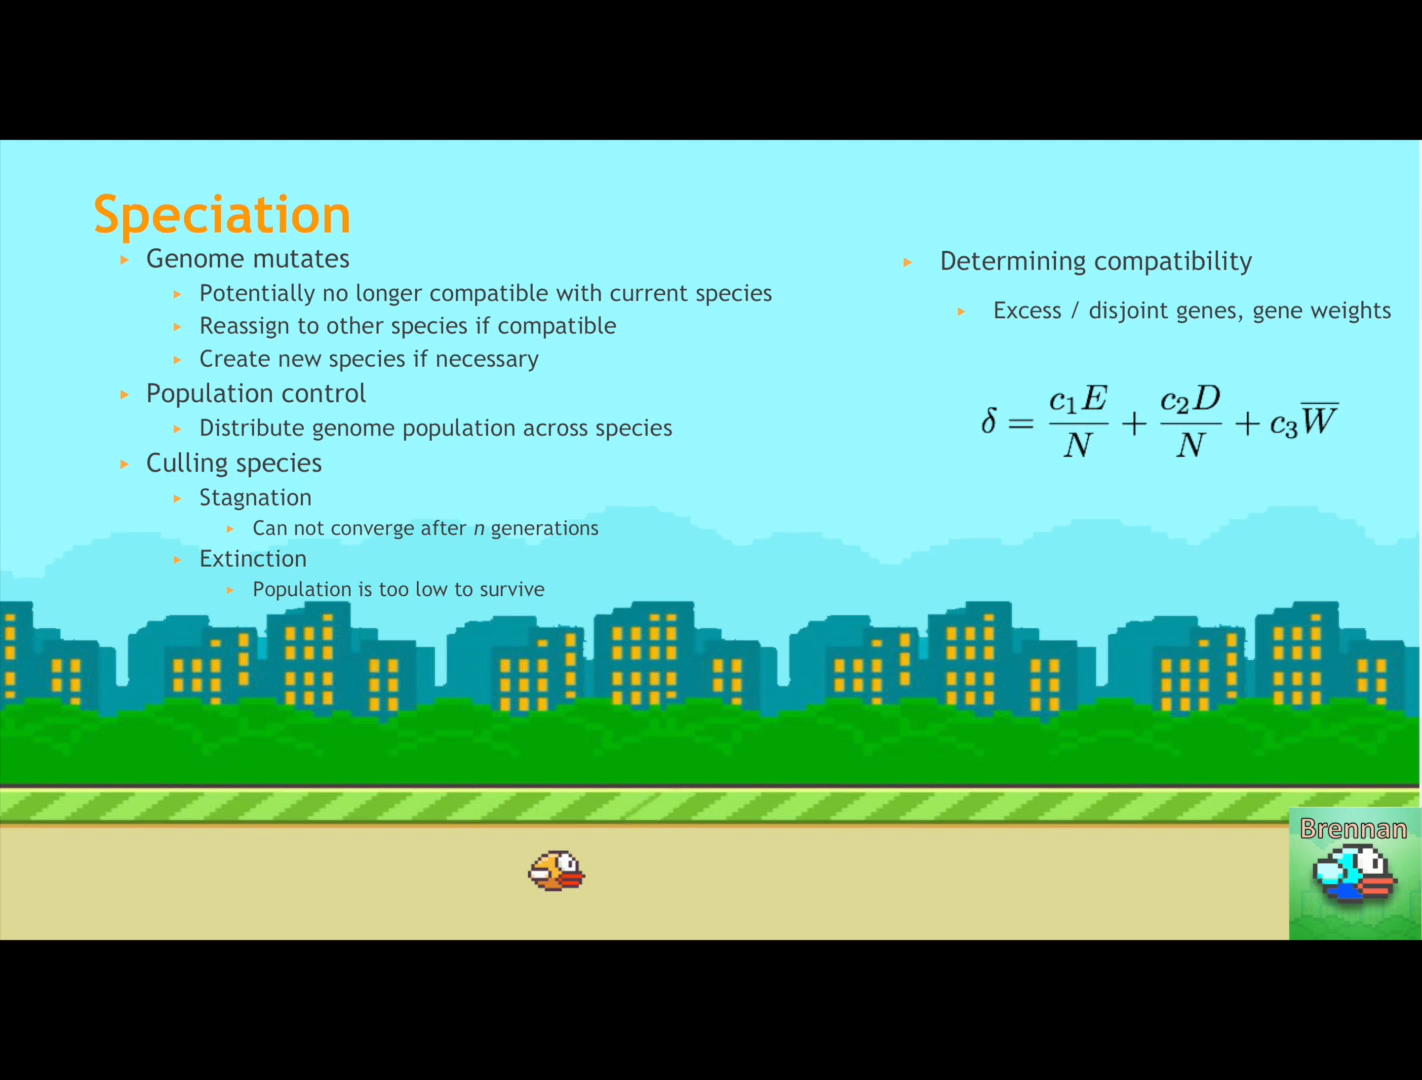 Speciation
Genome mutates
Potentially no longer compatible with current species
Reassign to other species if compatible
Create new species if necessary
Population control
Distribute genome population across species
Culling species
Stagnation
Can not converge after n generations
Extinction
Population is too low to survive
Determining compatibility
Excess / disjoint genes, gene weights
δ = c₁E/N + c₂D/N + c₃W̅
Brennan